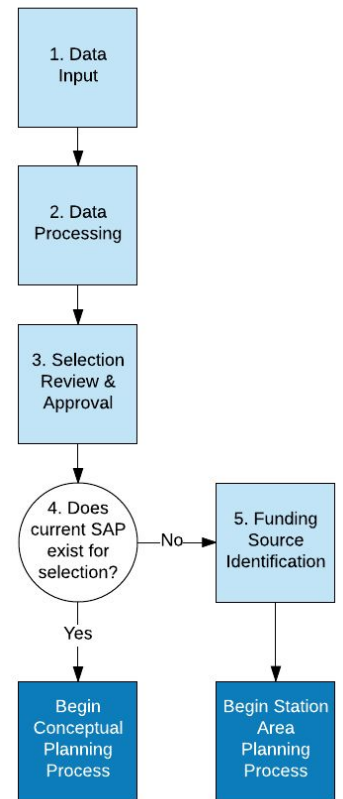 1. Data
Input
2. Data
Processing
3. Selection
Review &
Approval
4. Does
current SAP
exist for
selection?
No
5. Funding
Source
Identification
Yes
Begin
Conceptual
Planning
Process
Begin Station
Area
Planning
Process